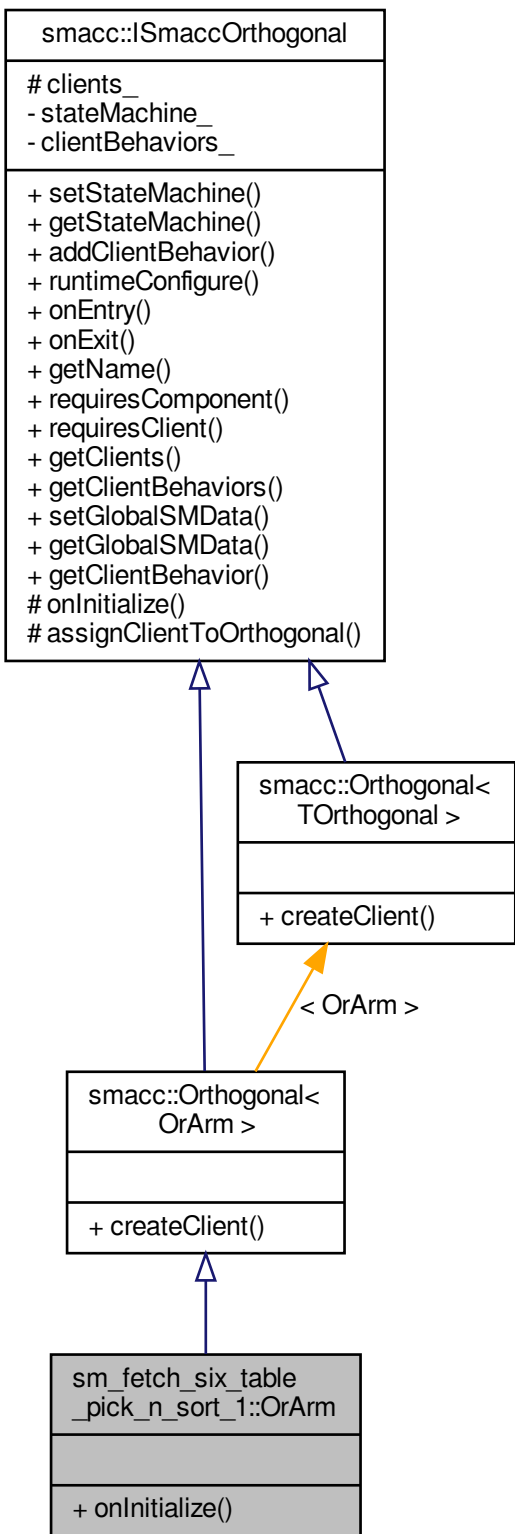 smacc::ISmaccOrthogonal
# clients_
- stateMachine_
- clientBehaviors_
+ setStateMachine()
+ getStateMachine()
+ addClientBehavior()
+ runtimeConfigure()
+ onEntry()
+ onExit()
+ getName()
+ requiresComponent()
+ requiresClient()
+ getClients()
+ getClientBehaviors()
+ setGlobalSMData()
+ getGlobalSMData()
+ getClientBehavior()
# onInitialize()
# assignClientToOrthogonal()
smacc::Orthogonal<
TOrthogonal >
+ createClient()
< OrArm >
smacc::Orthogonal<
OrArm >
+ createClient()
sm_fetch_six_table
_pick_n_sort_1::OrArm
+ onInitialize()